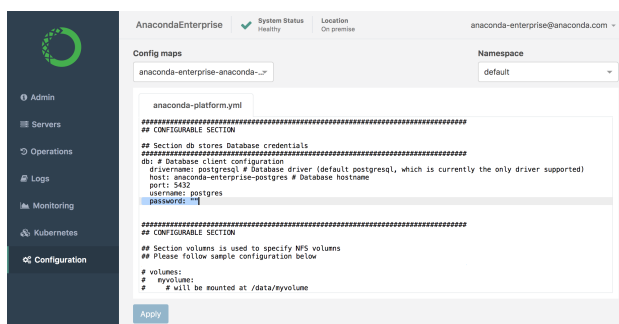 AnacondaEnterprise
System Status
Healthy
Location
On premise
anaconda-enterprise@anaconda.com
Config maps
anaconda-enterprise-anaconda-...
Namespace
default
Admin
Servers
Operations
Logs
Monitoring
Kubernetes
Configuration
anaconda-platform.yml
################################################################################
## CONFIGURABLE SECTION
## Section db stores Database credentials
################################################################################
db: # Database client configuration
drivername: postgresql # Database driver (default postgresql, which is currently the only driver supported)
host: anaconda-enterprise-postgres # Database hostname
port: 5432
username: postgres
password: ""
################################################################################
## CONFIGURABLE SECTION
## Section volumes is used to specify NFS volumes
## Please follow sample configuration below
# volumes:
# myvolume:
# # will be mounted at /data/myvolume
Apply